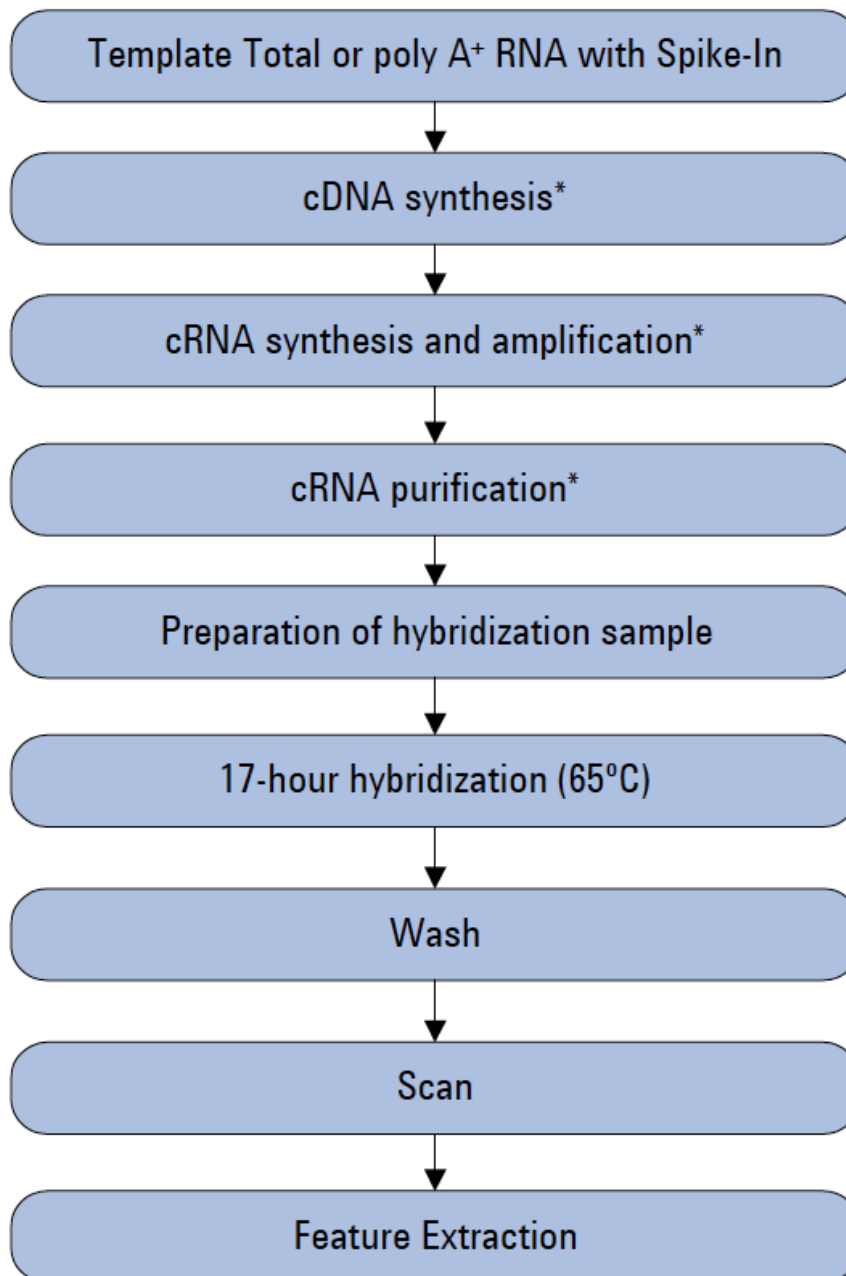 Template Total or poly A⁺ RNA with Spike-In
cDNA synthesis*
cRNA synthesis and amplification*
cRNA purification*
Preparation of hybridization sample
17-hour hybridization (65ºC)
Wash
Scan
Feature Extraction